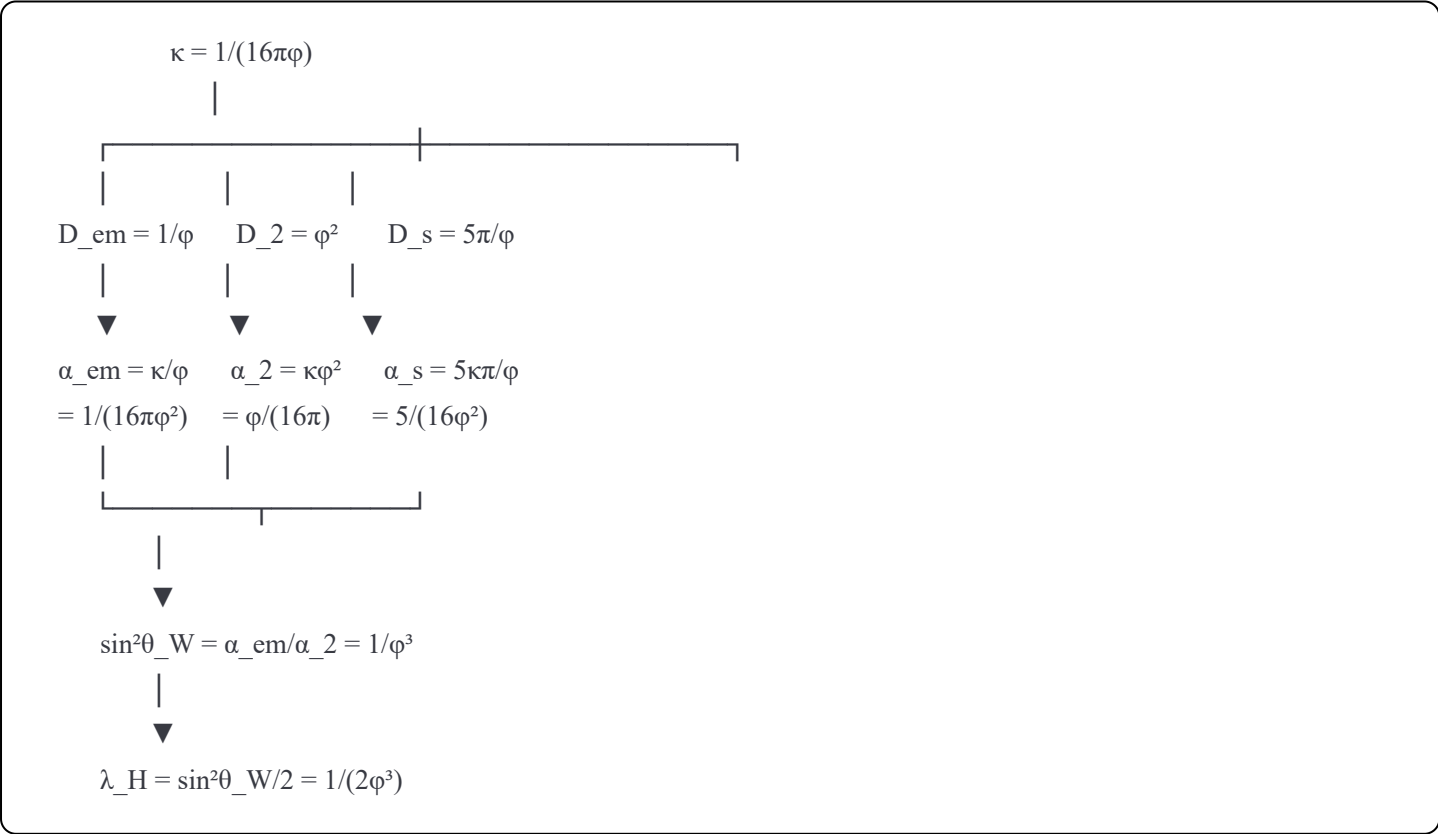 κ = 1/(16πφ)
D_em = 1/φ D_2 = φ² D_s = 5π/φ
α_em = κ/φ α_2 = κφ² α_s = 5κπ/φ
= 1/(16πφ²) = φ/(16π) = 5/(16φ²)
sin²θ_W = α_em/α_2 = 1/φ³
λ_H = sin²θ_W/2 = 1/(2φ³)